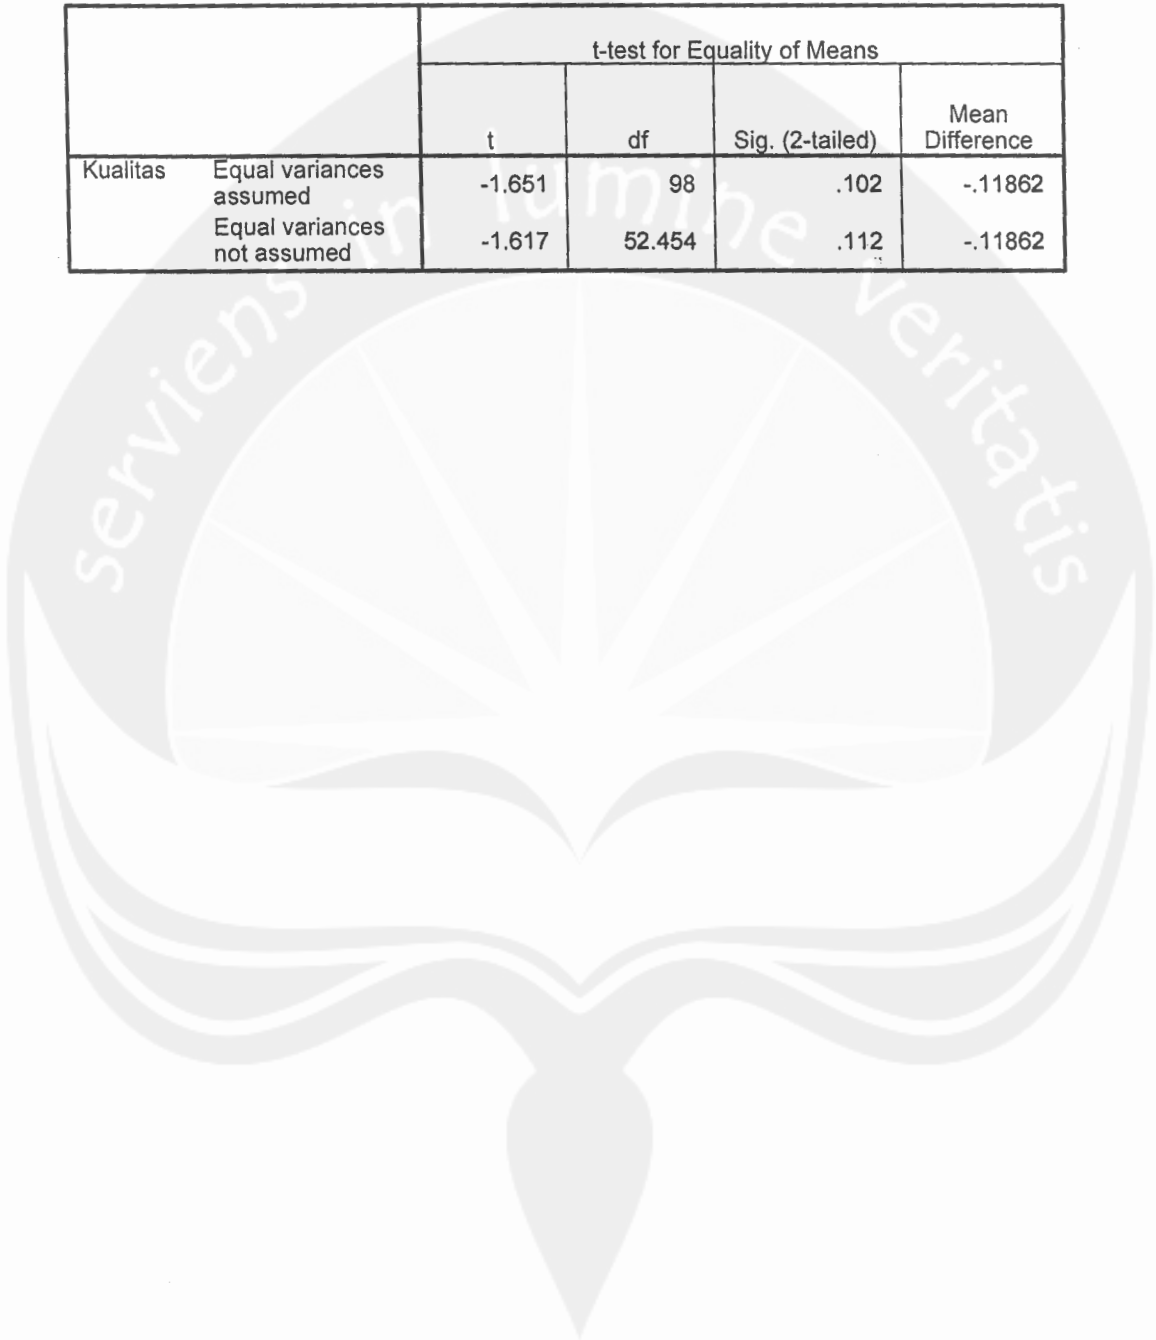 t-test for Equality of Means
Mean
t df Sig. (2-tailed) Difference
Kualitas Equal variances
assumed -1.651 98 .102 -.11862
Equal variances
not assumed -1.617 52.454 .112 -.11862
serviens in lumine veritatis